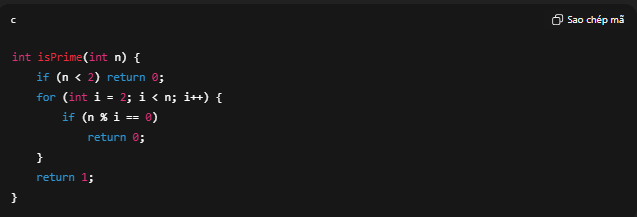 c
Sao chép mã
int isPrime(int n) {
    if (n < 2) return 0;
    for (int i = 2; i < n; i++) {
        if (n % i == 0)
            return 0;
    }
    return 1;
}